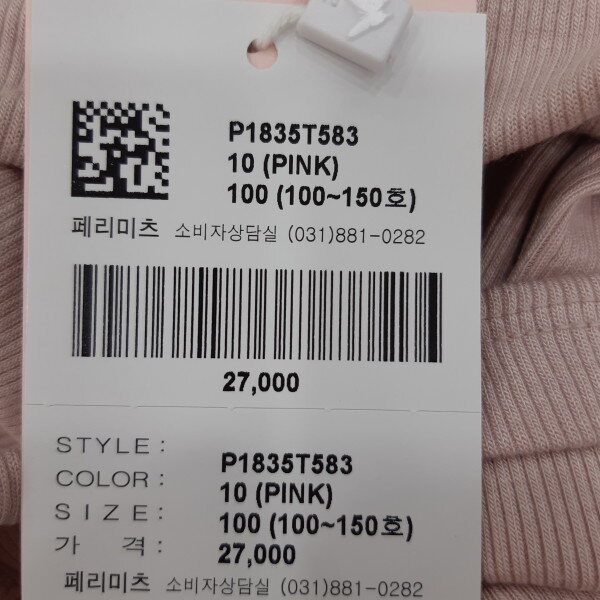 P1835T583
10 (PINK)
100 (100~150호)
페리미츠 소비자상담실 (031)881-0282
27,000
STYLE : P1835T583
COLOR : 10 (PINK)
SIZE : 100 (100~150호)
가 격 : 27,000
페리미츠 소비자상담실 (031)881-0282